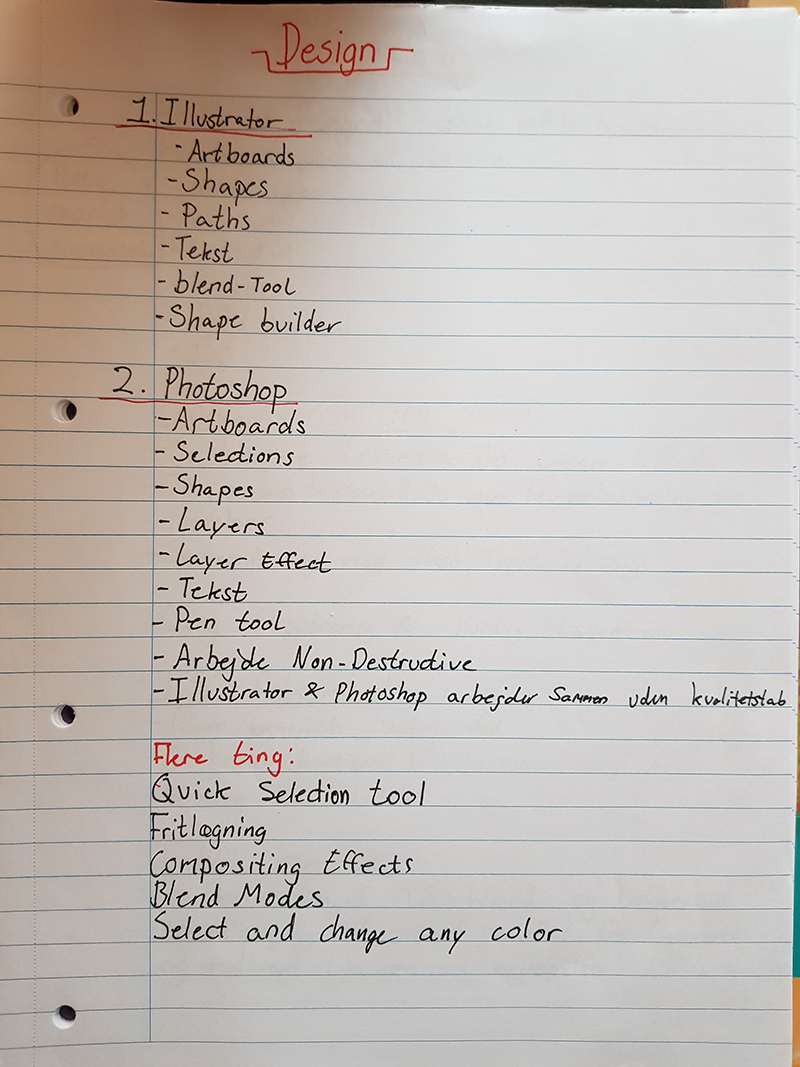 Design
1. Illustrator
- Artboards
- Shapes
- Paths
- Tekst
- blend-Tool
- Shape builder
2. Photoshop
- Artboards
- Selections
- Shapes
- Layers
- Layer Effect
- Tekst
- Pen tool
- Arbejde Non-Destructive
- Illustrator & Photoshop arbejder sammen uden kvalitetstab
Flere ting:
Quick Selection tool
Fritlægning
Compositing Effects
Blend Modes
Select and change any color